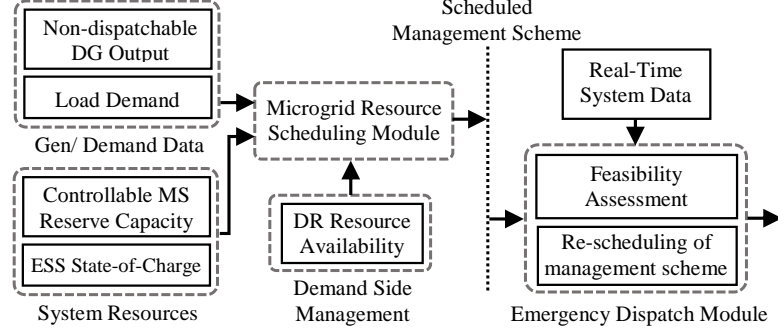 Non-dispatchable
DG Output
Load Demand
Gen/ Demand Data
Controllable MS
Reserve Capacity
ESS State-of-Charge
System Resources
Microgrid Resource
Scheduling Module
DR Resource
Availability
Demand Side
Management
Scheduled
Management Scheme
Real-Time
System Data
Feasibility
Assessment
Re-scheduling of
management scheme
Emergency Dispatch Module